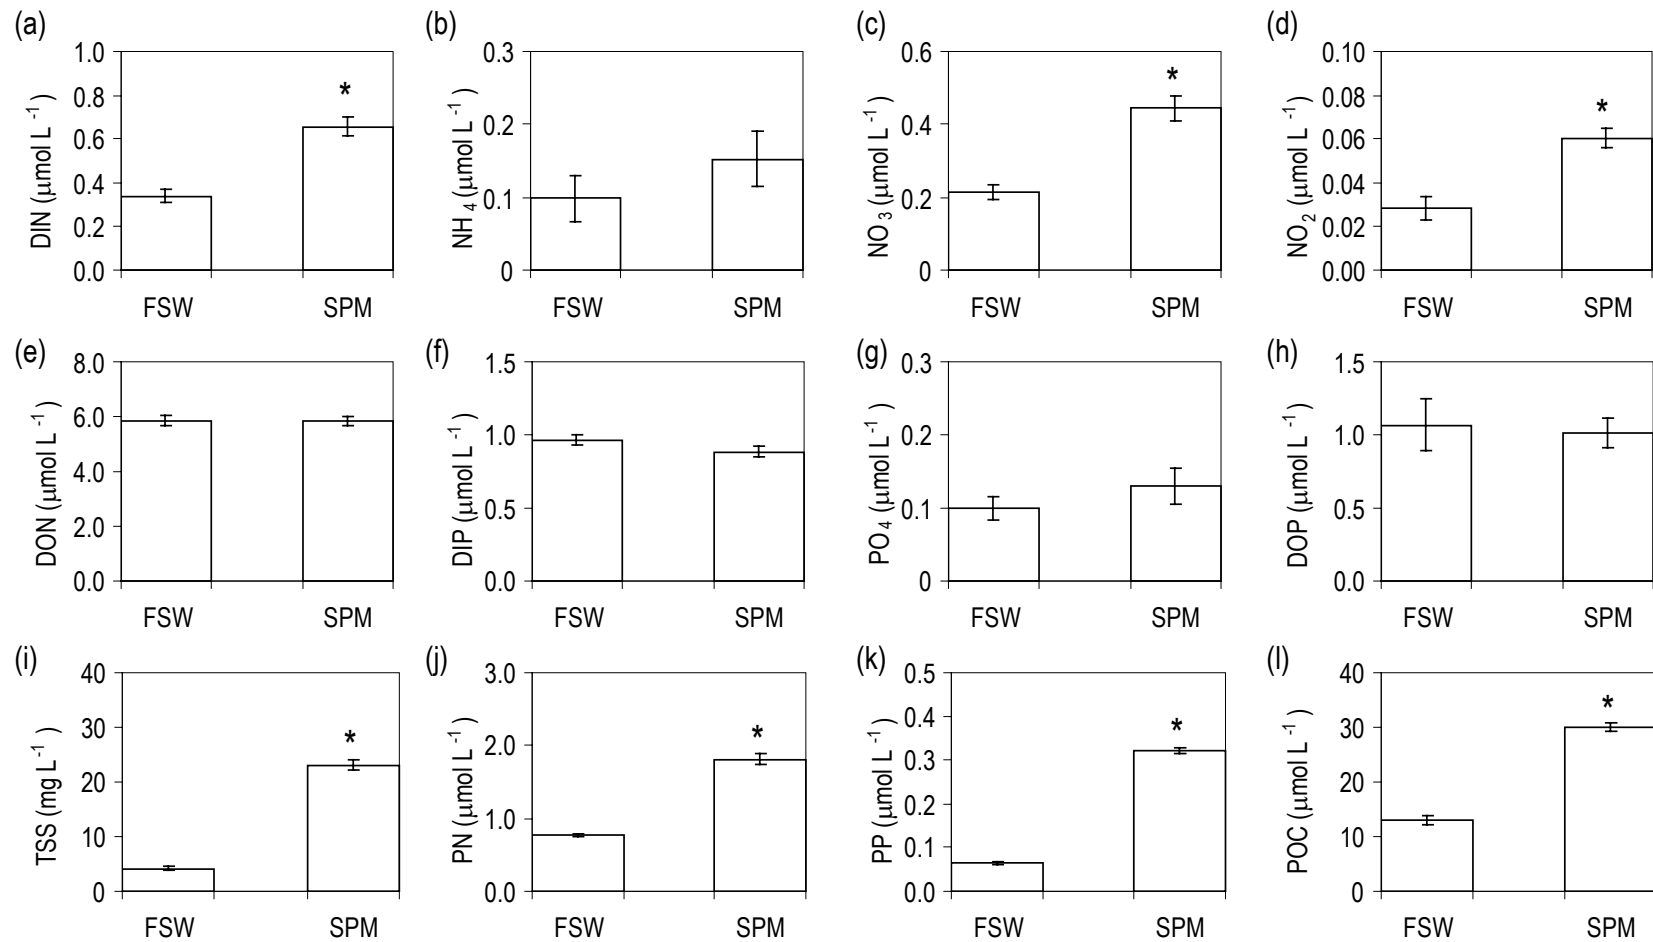 (a)
DIN (μmol L⁻¹)
1.0
0.8
0.6
0.4
0.2
0.0
*
FSW SPM
(b)
NH₄ (μmol L⁻¹)
0.3
0.2
0.1
0
FSW SPM
(c)
NO₃ (μmol L⁻¹)
0.6
0.4
0.2
0
*
FSW SPM
(d)
NO₂ (μmol L⁻¹)
0.10
0.08
0.06
0.04
0.02
0.00
*
FSW SPM
(e)
DON (μmol L⁻¹)
8.0
6.0
4.0
2.0
0.0
FSW SPM
(f)
DIP (μmol L⁻¹)
1.5
1.0
0.5
0.0
FSW SPM
(g)
PO₄ (μmol L⁻¹)
0.3
0.2
0.1
0
FSW SPM
(h)
DOP (μmol L⁻¹)
1.5
1.0
0.5
0.0
FSW SPM
(i)
TSS (mg L⁻¹)
40
30
20
10
0
*
FSW SPM
(j)
PN (μmol L⁻¹)
3.0
2.0
1.0
0.0
*
FSW SPM
(k)
PP (μmol L⁻¹)
0.5
0.4
0.3
0.2
0.1
0.0
*
FSW SPM
(l)
POC (μmol L⁻¹)
40
30
20
10
0
*
FSW SPM